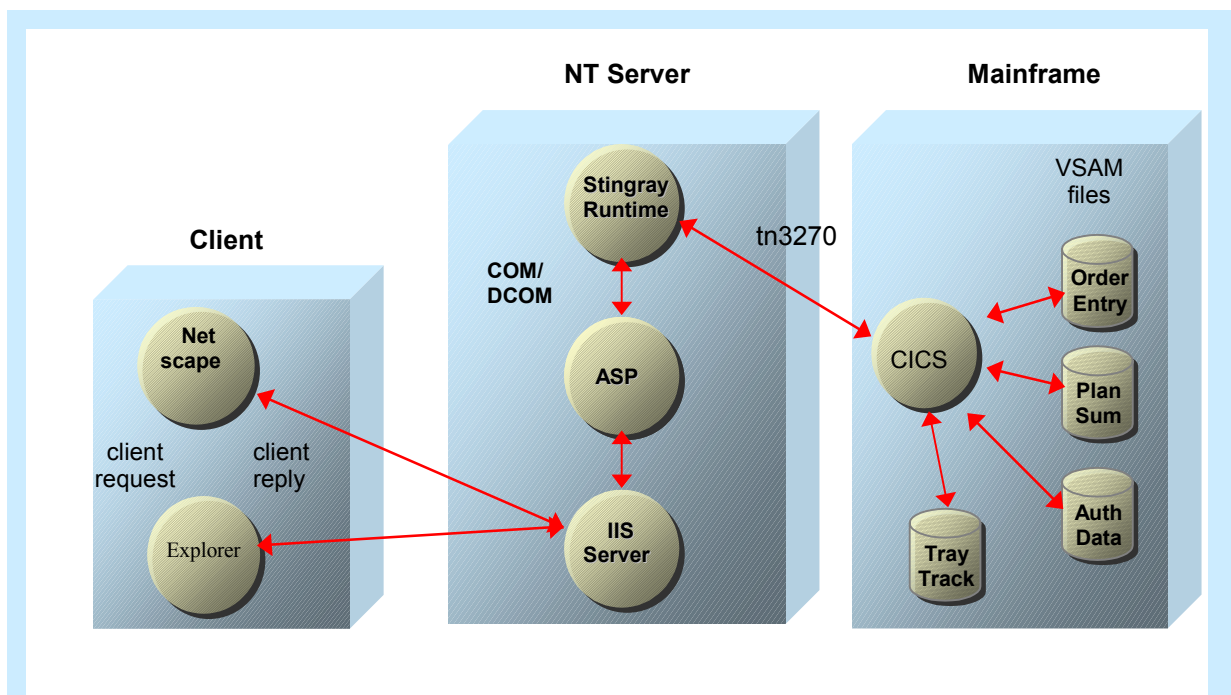 NT Server
Mainframe
Client
Stingray
Runtime
COM/
DCOM
ASP
IIS
Server
tn3270
VSAM
files
Order
Entry
CICS
Plan
Sum
Auth
Data
Tray
Track
Net
scape
client
request
client
reply
Explorer